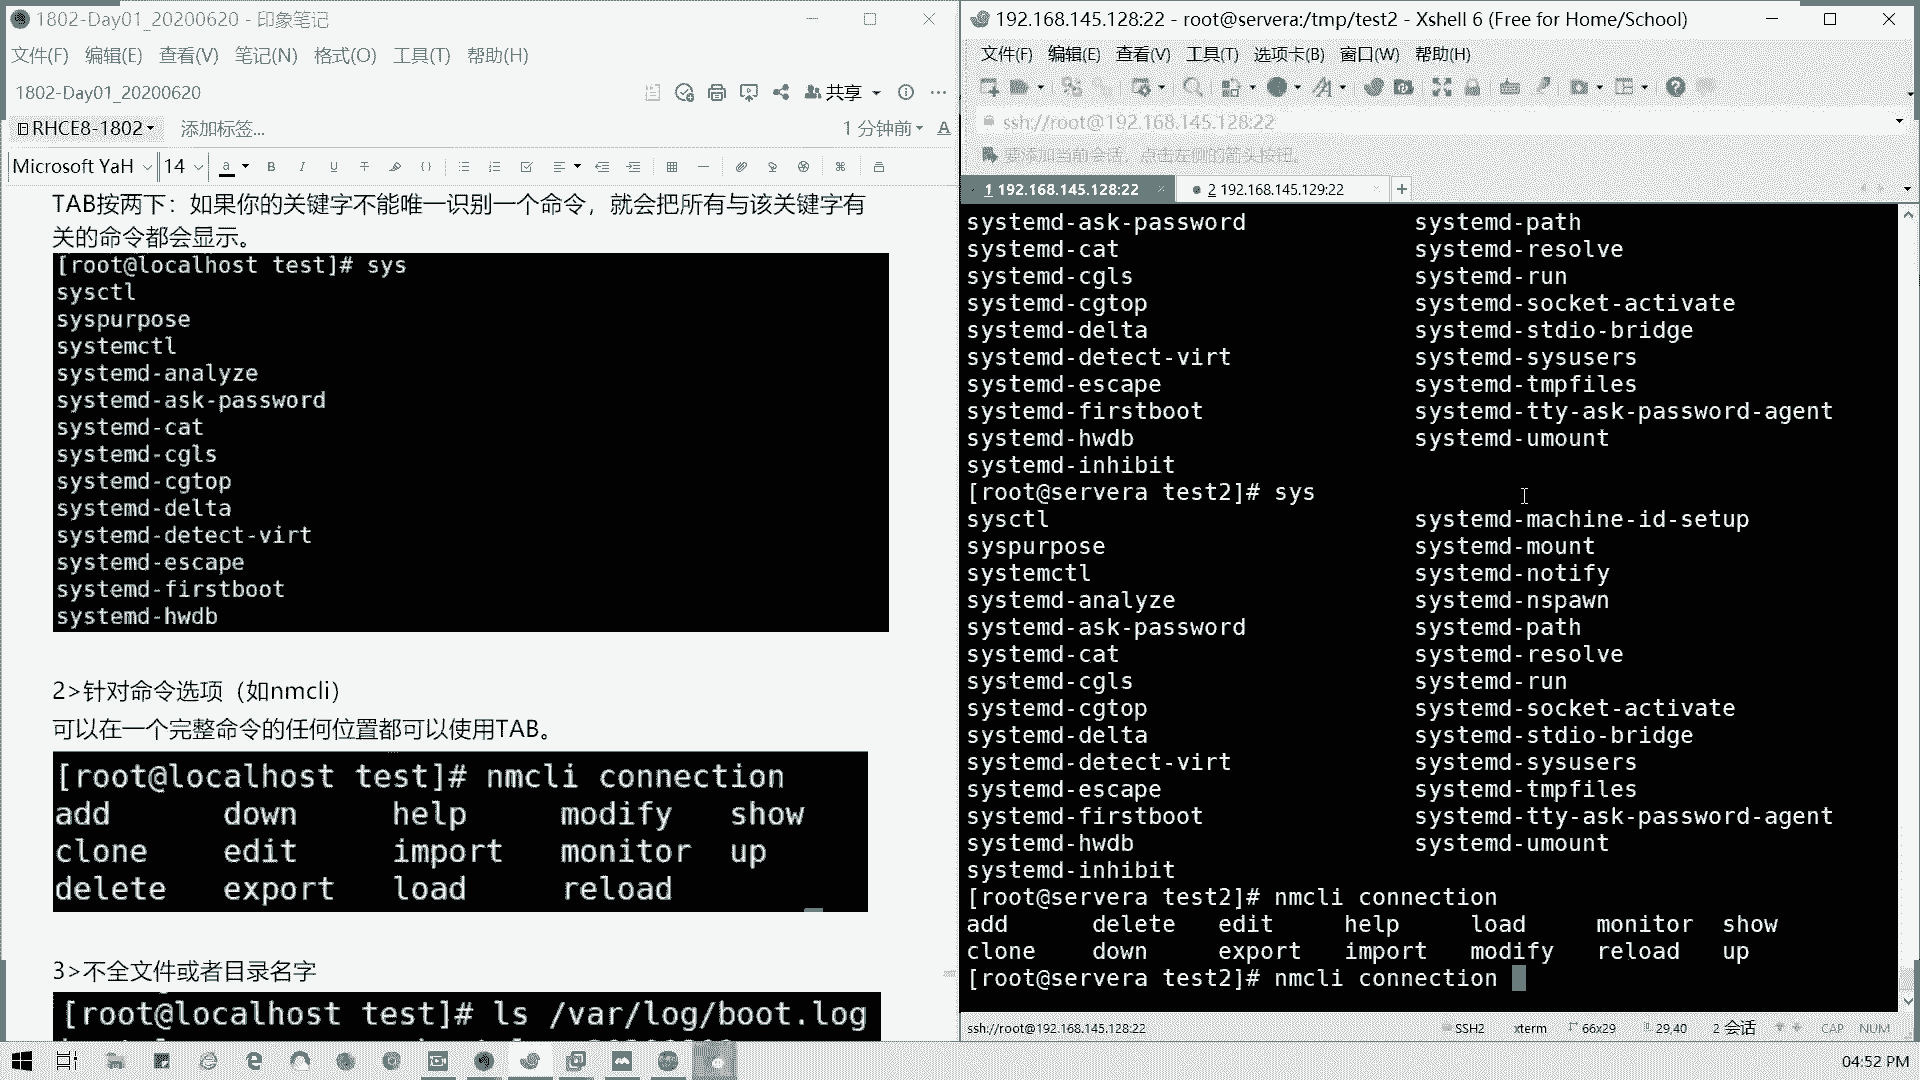 1802-Day01_20200620 - 印象笔记
文件(F) 编辑(E) 查看(V) 笔记(N) 格式(O) 工具(T) 帮助(H)
1802-Day01_20200620
共享
RHCE8-1802
添加标签...
1 分钟前
Microsoft YaH
14
TAB按两下：如果你的关键字不能唯一识别一个命令，就会把所有与该关键字有
关的命令都会显示。
[root@localhost test]# sys
sysctl
syspurpose
systemctl
systemd-analyze
systemd-ask-password
systemd-cat
systemd-cgls
systemd-cgtop
systemd-delta
systemd-detect-virt
systemd-escape
systemd-firstboot
systemd-hwdb
2>针对命令选项（如nmcli）
可以在一个完整命令的任何位置都可以使用TAB。
[root@localhost test]# nmcli connection
add down help modify show
clone edit import monitor up
delete export load reload
3>不全文件或者目录名字
[root@localhost test]# ls /var/log/boot.log
192.168.145.128:22 - root@servera:/tmp/test2 - Xshell 6 (Free for Home/School)
文件(F) 编辑(E) 查看(V) 工具(T) 选项卡(B) 窗口(W) 帮助(H)
ssh://root@192.168.145.128:22
要添加当前会话，点击左侧的箭头按钮。
1 192.168.145.128:22
2 192.168.145.129:22
systemd-ask-password systemd-path
systemd-cat systemd-resolve
systemd-cgls systemd-run
systemd-cgtop systemd-socket-activate
systemd-delta systemd-stdio-bridge
systemd-detect-virt systemd-sysusers
systemd-escape systemd-tmpfiles
systemd-firstboot systemd-tty-ask-password-agent
systemd-hwdb systemd-umount
systemd-inhibit
[root@servera test2]# sys
sysctl systemd-machine-id-setup
syspurpose systemd-mount
systemctl systemd-notify
systemd-analyze systemd-nspawn
systemd-ask-password systemd-path
systemd-cat systemd-resolve
systemd-cgls systemd-run
systemd-cgtop systemd-socket-activate
systemd-delta systemd-stdio-bridge
systemd-detect-virt systemd-sysusers
systemd-escape systemd-tmpfiles
systemd-firstboot systemd-tty-ask-password-agent
systemd-hwdb systemd-umount
systemd-inhibit
[root@servera test2]# nmcli connection
add delete edit help load monitor show
clone down export import modify reload up
[root@servera test2]# nmcli connection
ssh://root@192.168.145.128:22 SSH2 xterm 66x29 29,40 2 会话 CAP NUM
04:52 PM